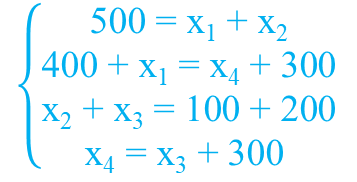 500 = x₁ + x₂
400 + x₁ = x₄ + 300
x₂ + x₃ = 100 + 200
x₄ = x₃ + 300